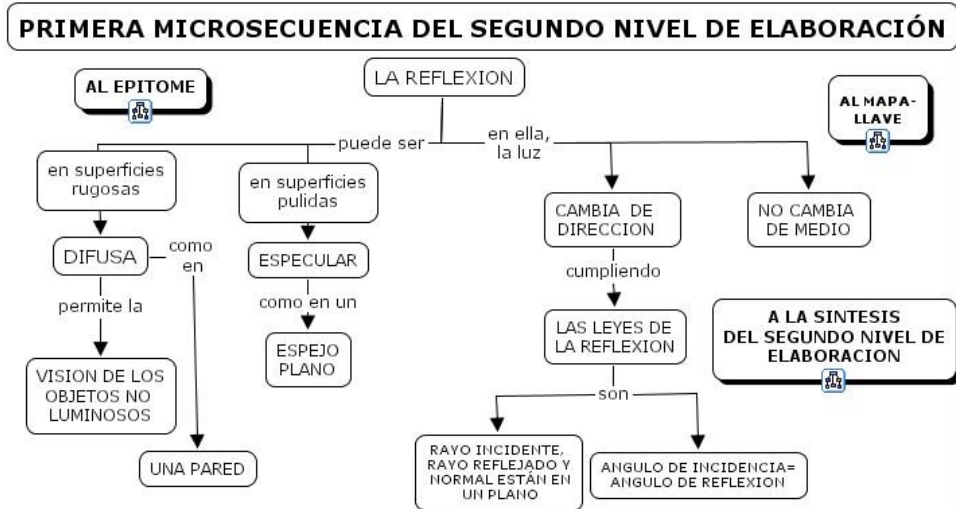 PRIMERA MICROSECUENCIA DEL SEGUNDO NIVEL DE ELABORACIÓN
AL EPITOME
LA REFLEXION
AL MAPA-
LLAVE
puede ser
en ella,
la luz
en superficies
rugosas
en superficies
pulidas
CAMBIA DE
DIRECCION
NO CAMBIA
DE MEDIO
DIFUSA
como
en
ESPECULAR
cumpliendo
permite la
como en un
LAS LEYES DE
LA REFLEXION
A LA SINTESIS
DEL SEGUNDO NIVEL DE
ELABORACION
ESPEJO
PLANO
VISION DE LOS
OBJETOS NO
LUMINOSOS
son
UNA PARED
RAYO INCIDENTE,
RAYO REFLEJADO Y
NORMAL ESTÁN EN
UN PLANO
ANGULO DE INCIDENCIA=
ANGULO DE REFLEXION